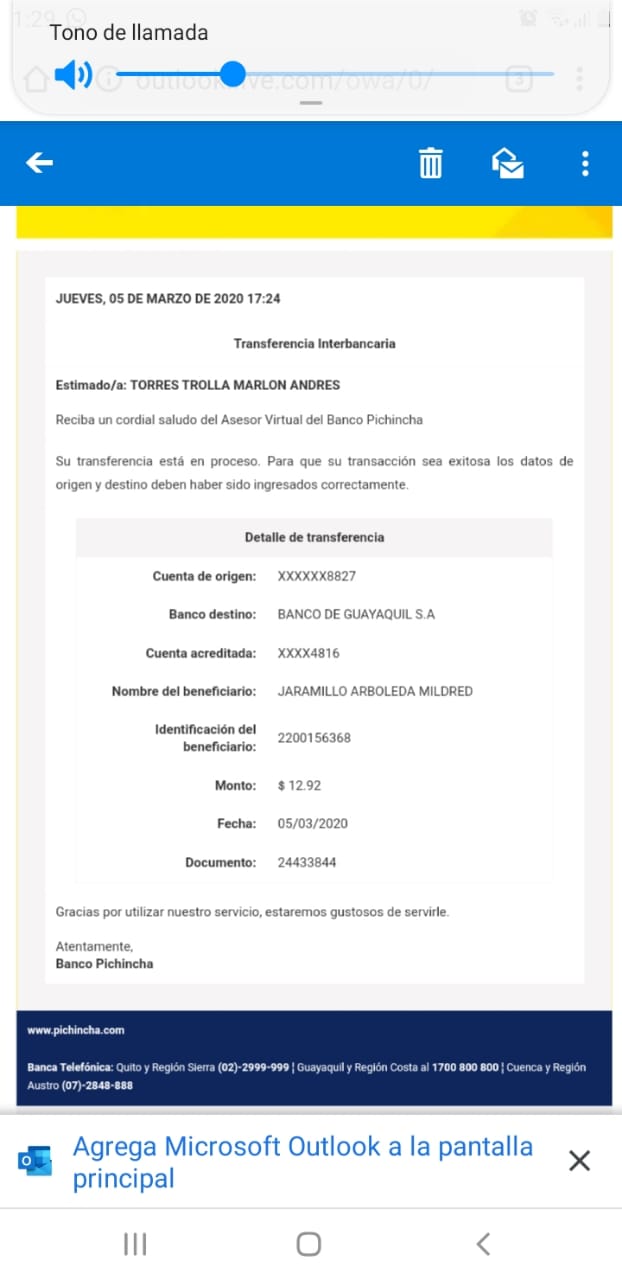 1:29
Tono de llamada
outlook.live.com/owa/0/
3
JUEVES, 05 DE MARZO DE 2020 17:24
Transferencia Interbancaria
Estimado/a: TORRES TROLLA MARLON ANDRES
Reciba un cordial saludo del Asesor Virtual del Banco Pichincha
Su transferencia está en proceso. Para que su transacción sea exitosa los datos de
origen y destino deben haber sido ingresados correctamente.
Detalle de transferencia
Cuenta de origen: XXXXXX8827
Banco destino: BANCO DE GUAYAQUIL S.A
Cuenta acreditada: XXXX4816
Nombre del beneficiario: JARAMILLO ARBOLEDA MILDRED
Identificación del
beneficiario: 2200156368
Monto: $ 12.92
Fecha: 05/03/2020
Documento: 24433844
Gracias por utilizar nuestro servicio, estaremos gustosos de servirle.
Atentamente,
Banco Pichincha
www.pichincha.com
Banca Telefónica: Quito y Región Sierra (02)-2999-999 | Guayaquil y Región Costa al 1700 800 800 | Cuenca y Región
Austro (07)-2848-888
Agrega Microsoft Outlook a la pantalla
principal